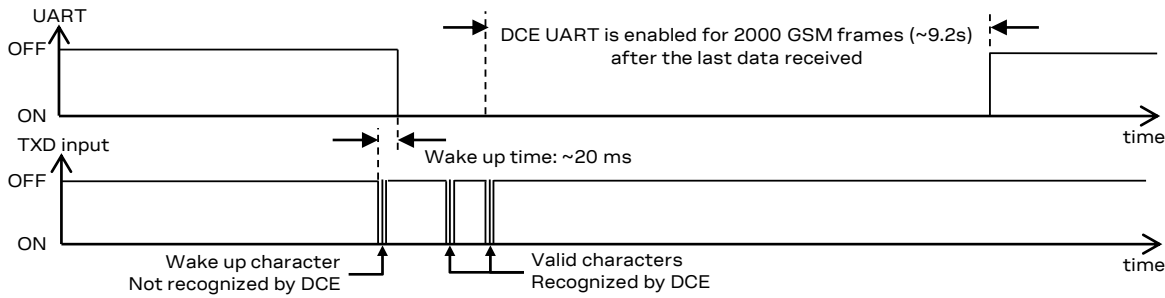 UART
OFF
DCE UART is enabled for 2000 GSM frames (~9.2s)
after the last data received
ON
time
TXD input
Wake up time: ~20 ms
OFF
ON
time
Wake up character
Not recognized by DCE
Valid characters
Recognized by DCE